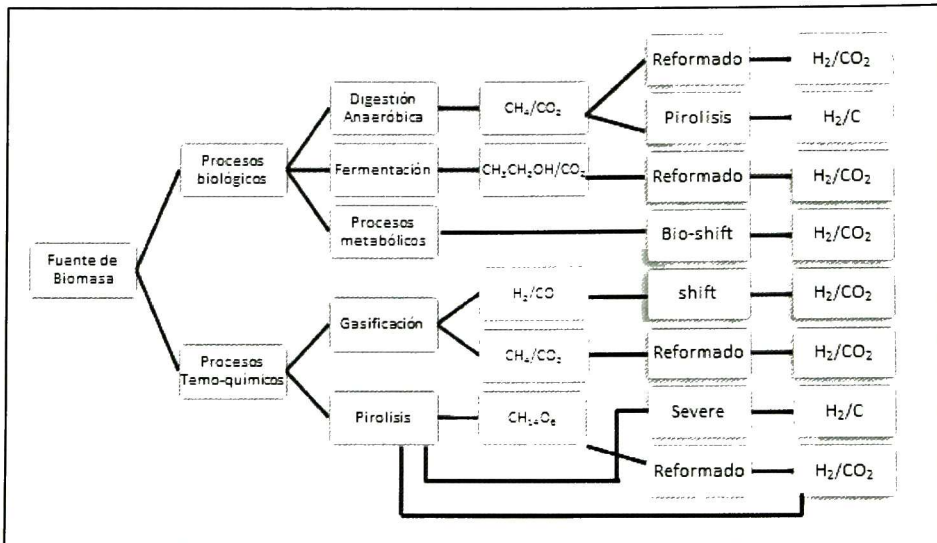 Reformado
H₂/CO₂
Digestión
Anaeróbica
CH₄/CO₂
Pirolisis
H₂/C
Procesos
biológicos
Fermentación
CH₃CH₂OH/CO₂
Reformado
H₂/CO₂
Procesos
metabólicos
Bio-shift
H₂/CO₂
Fuente de
Biomasa
H₂/CO
shift
H₂/CO₂
Gasificación
CH₄/CO₂
Reformado
H₂/CO₂
Procesos
Temo-químicos
Pirolisis
CH₁₄O₆
Severe
H₂/C
Reformado
H₂/CO₂